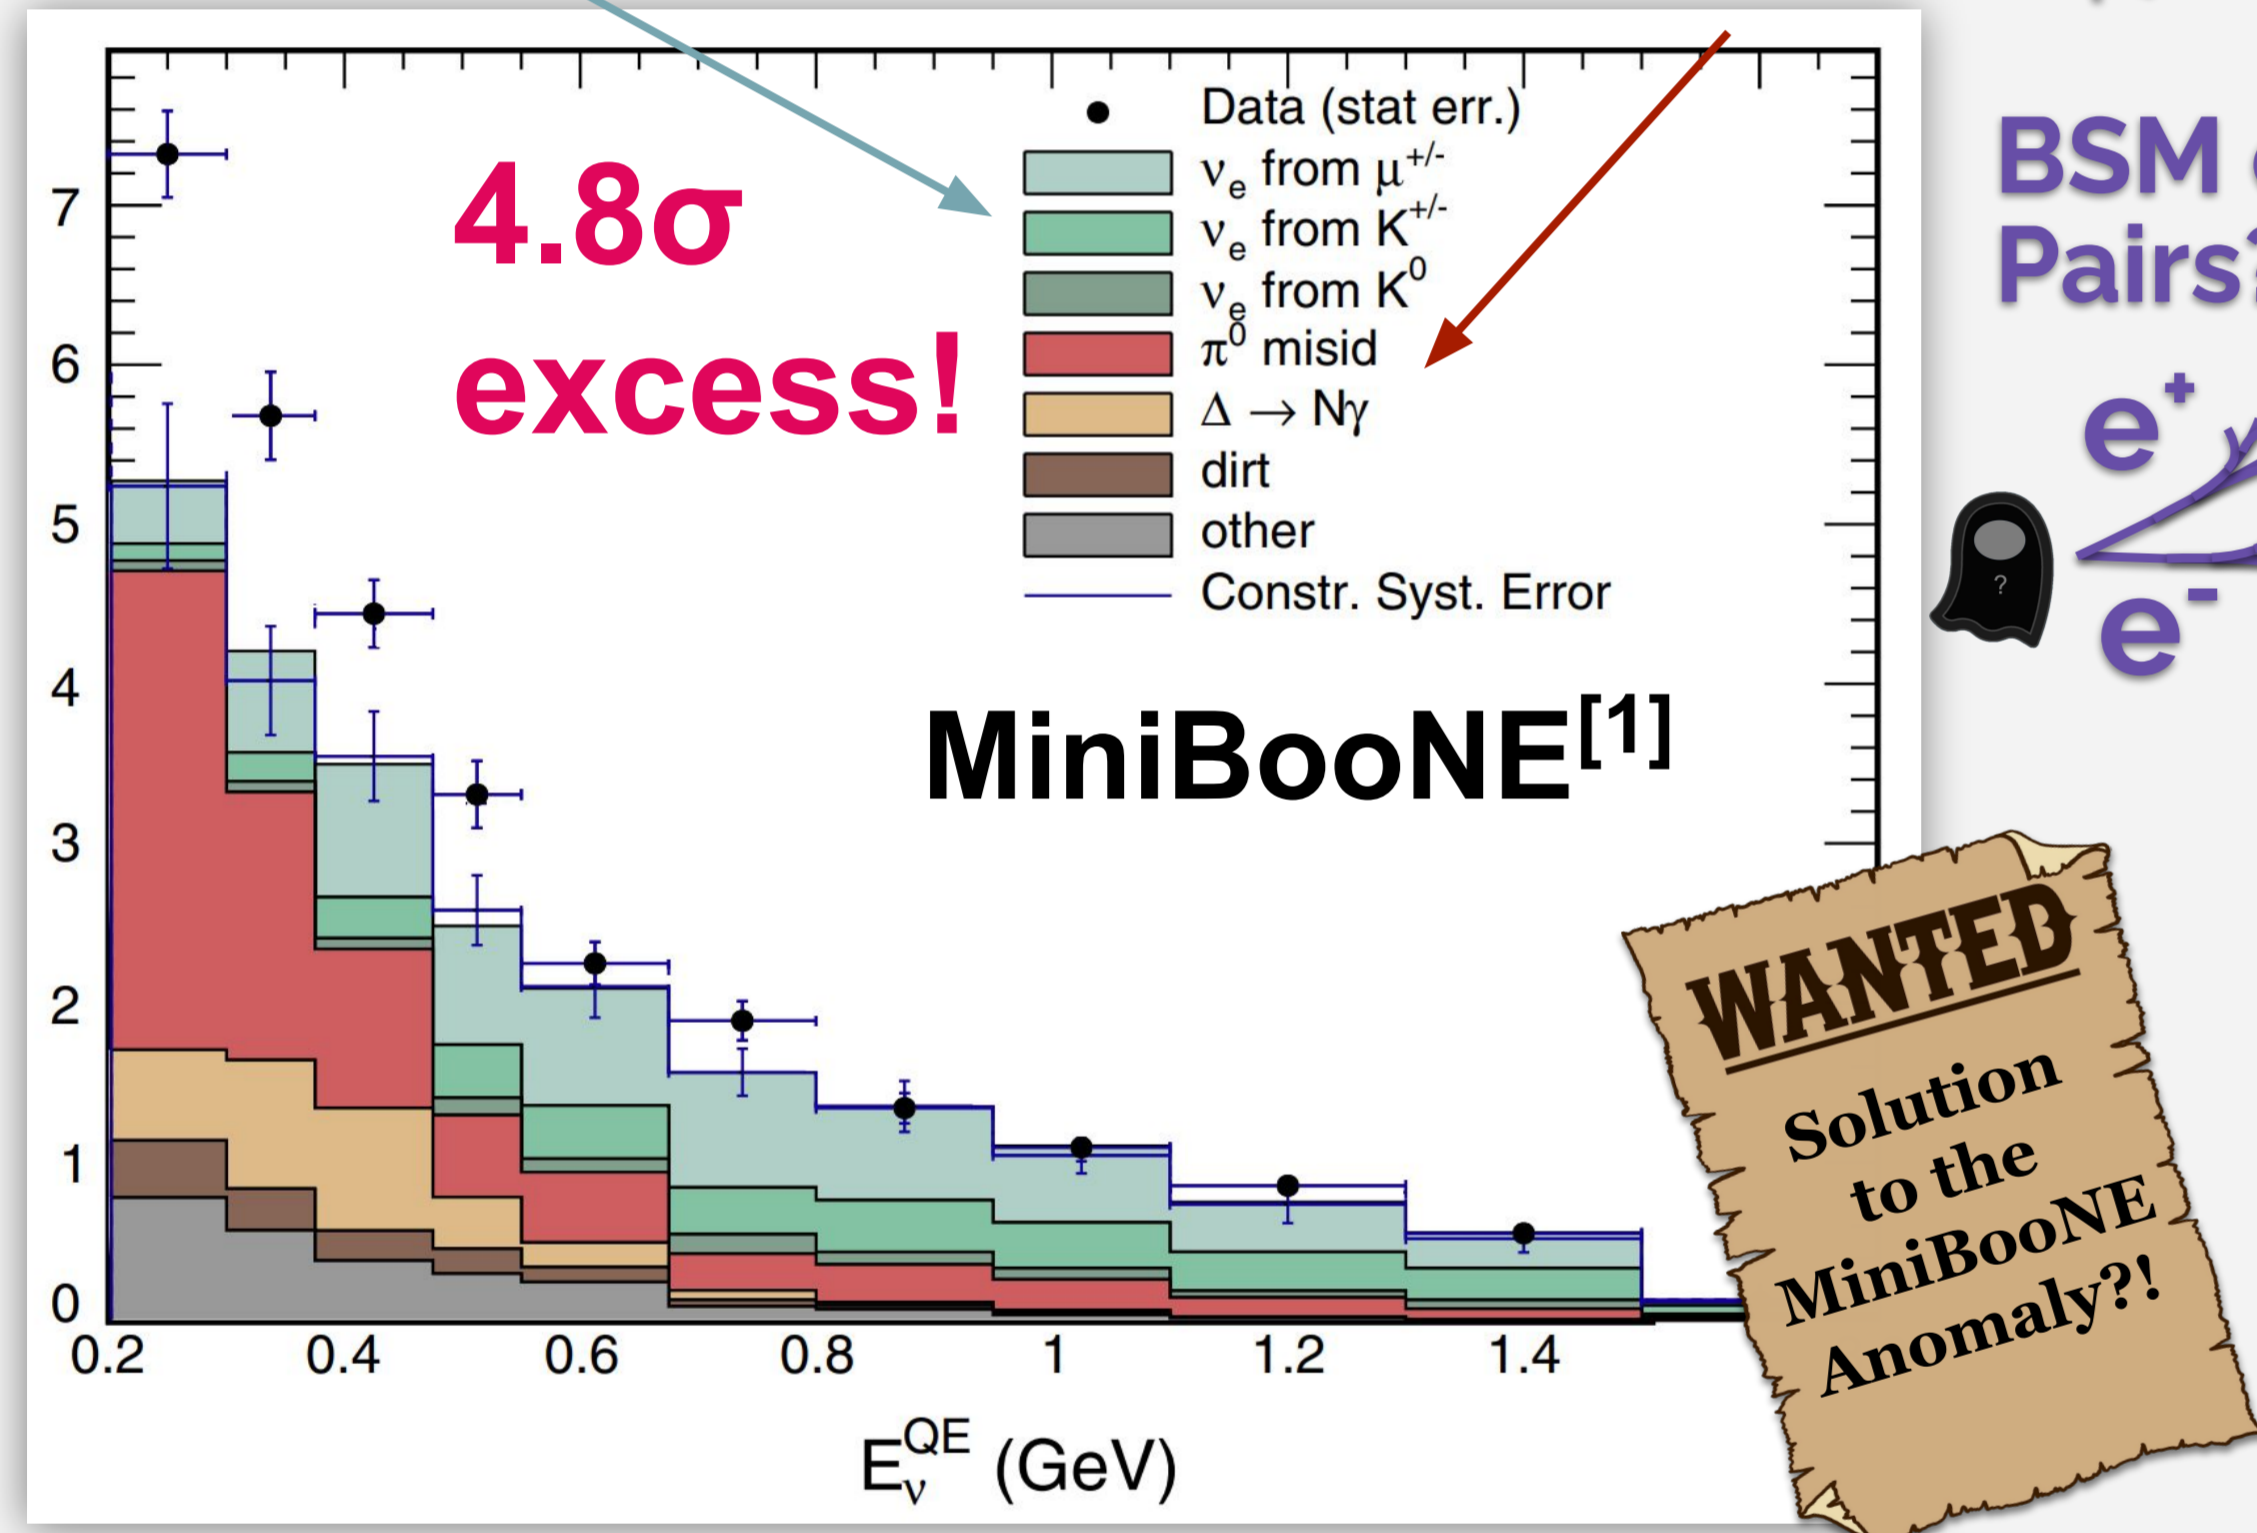 Data (stat err.)
νe from μ+/-
νe from K+/-
νe from K0
π0 misid
Δ → Nγ
dirt
other
Constr. Syst. Error
4.8σ
excess!
MiniBooNE[1]
7
6
5
4
3
2
1
0
0.2 0.4 0.6 0.8 1 1.2 1.4
EνQE (GeV)
BSM
Pairs?
e+
?
e-
WANTED
Solution
to the
MiniBooNE
Anomaly?!